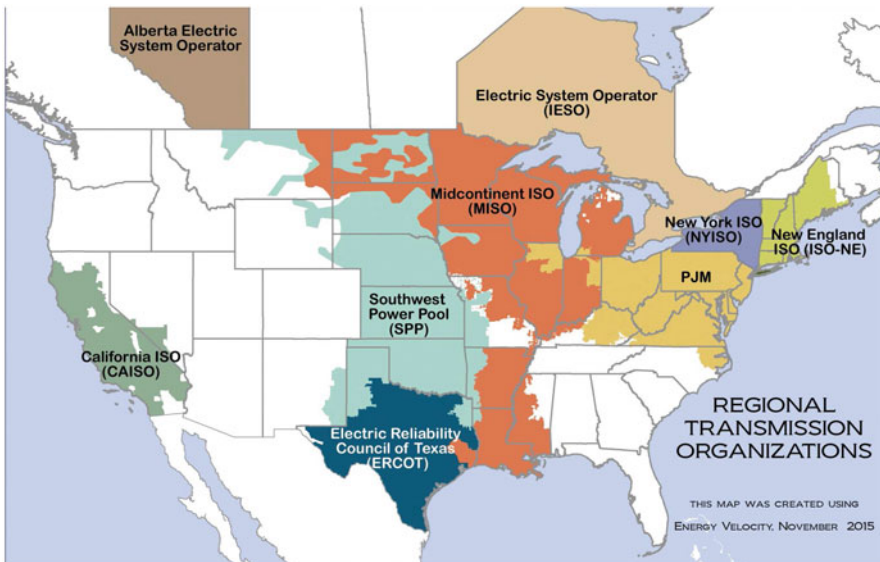 Alberta Electric
System Operator
Electric System Operator
(IESO)
Midcontinent ISO
(MISO)
New York ISO
(NYISO)
New England
ISO (ISO-NE)
PJM
Southwest
Power Pool
(SPP)
California ISO
(CAISO)
Electric Reliability
Council of Texas
(ERCOT)
REGIONAL
TRANSMISSION
ORGANIZATIONS
THIS MAP WAS CREATED USING
ENERGY VELOCITY, NOVEMBER 2015